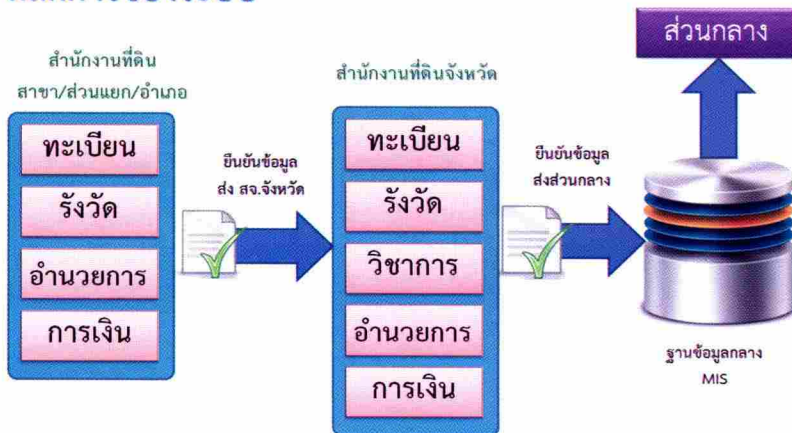 สำนักงานที่ดิน
สาขา/ส่วนแยก/อำเภอ
ทะเบียน
รังวัด
อำนวยการ
การเงิน
ยืนยันข้อมูล
ส่ง สจ.จังหวัด
สำนักงานที่ดินจังหวัด
ทะเบียน
รังวัด
วิชาการ
อำนวยการ
การเงิน
ยืนยันข้อมูล
ส่งส่วนกลาง
ส่วนกลาง
ฐานข้อมูลกลาง
MIS